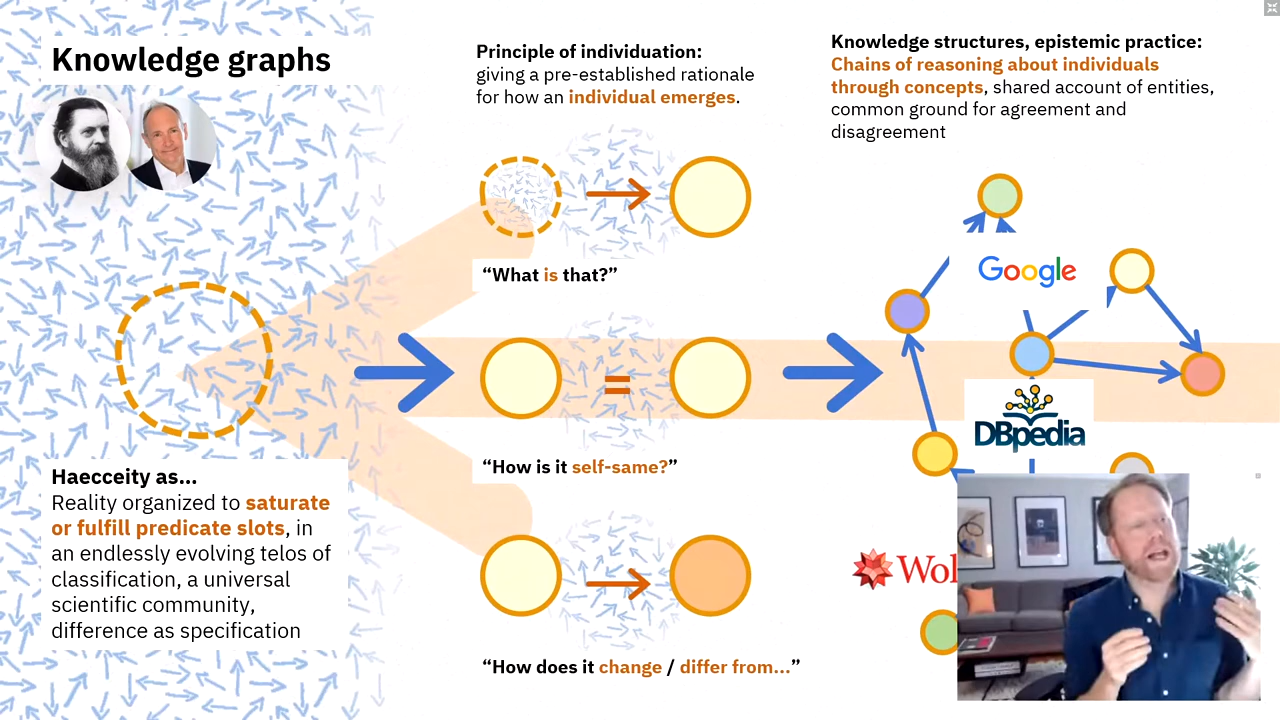 Knowledge graphs
Haecceity as...
Reality organized to saturate
or fulfill predicate slots, in
an endlessly evolving telos of
classification, a universal
scientific community,
difference as specification
Principle of individuation:
giving a pre-established rationale
for how an individual emerges.
“What is that?”
=
“How is it self-same?”
“How does it change / differ from...”
Knowledge structures, epistemic practice:
Chains of reasoning about individuals
through concepts, shared account of entities,
common ground for agreement and
disagreement
Google
DBpedia
Wol